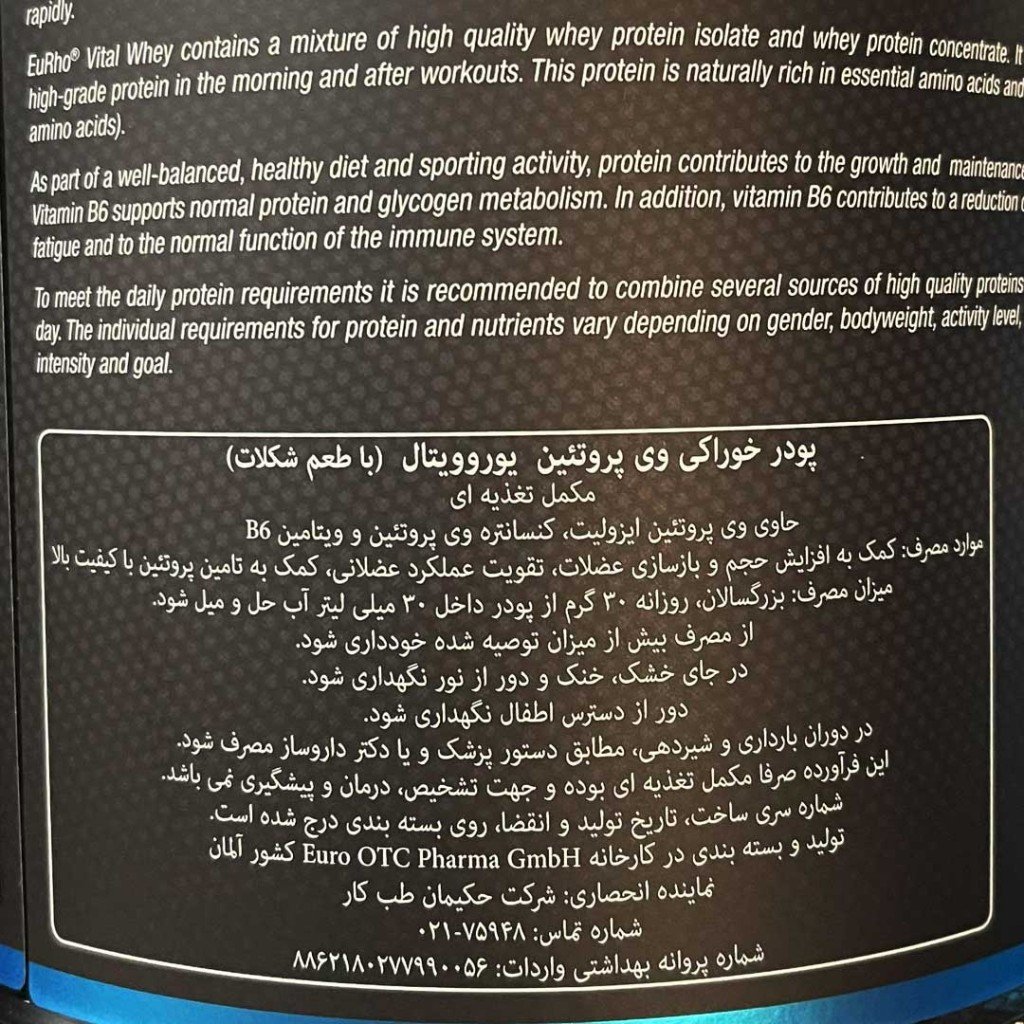 rapidly.
EuRho® Vital Whey contains a mixture of high quality whey protein isolate and whey protein concentrate. It
high-grade protein in the morning and after workouts. This protein is naturally rich in essential amino acids and
amino acids).
As part of a well-balanced, healthy diet and sporting activity, protein contributes to the growth and maintenance
Vitamin B6 supports normal protein and glycogen metabolism. In addition, vitamin B6 contributes to a reduction
fatigue and to the normal function of the immune system.
To meet the daily protein requirements it is recommended to combine several sources of high quality proteins
day. The individual requirements for protein and nutrients vary depending on gender, bodyweight, activity level,
intensity and goal.
پودر خوراکی وی پروتئین یوروویتال (با طعم شکلات)
مکمل تغذیه ای
حاوی وی پروتئین ایزولیت، کنسانتره وی پروتئین و ویتامین B6
موارد مصرف: کمک به افزایش حجم و بازسازی عضلات، تقویت عملکرد عضلانی، کمک به تامین پروتئین با کیفیت بالا
میزان مصرف: بزرگسالان، روزانه ۳۰ گرم از پودر داخل ۳۰ میلی لیتر آب حل و میل شود.
از مصرف بیش از میزان توصیه شده خودداری شود.
در جای خشک، خنک و دور از نور نگهداری شود.
دور از دسترس اطفال نگهداری شود.
در دوران بارداری و شیردهی، مطابق دستور پزشک و یا دکتر داروساز مصرف شود.
این فرآورده صرفا مکمل تغذیه ای بوده و جهت تشخیص، درمان و پیشگیری نمی باشد.
شماره سری ساخت، تاریخ تولید و انقضا، روی بسته بندی درج شده است.
تولید و بسته بندی در کارخانه Euro OTC Pharma GmbH کشور آلمان
نماینده انحصاری: شرکت حکیمان طب کار
شماره تماس: ۷۵۹۴۸-۰۲۱
شماره پروانه بهداشتی واردات: ۸۸۶۲۱۸۰۲۷۷۹۹۰۰۵۶